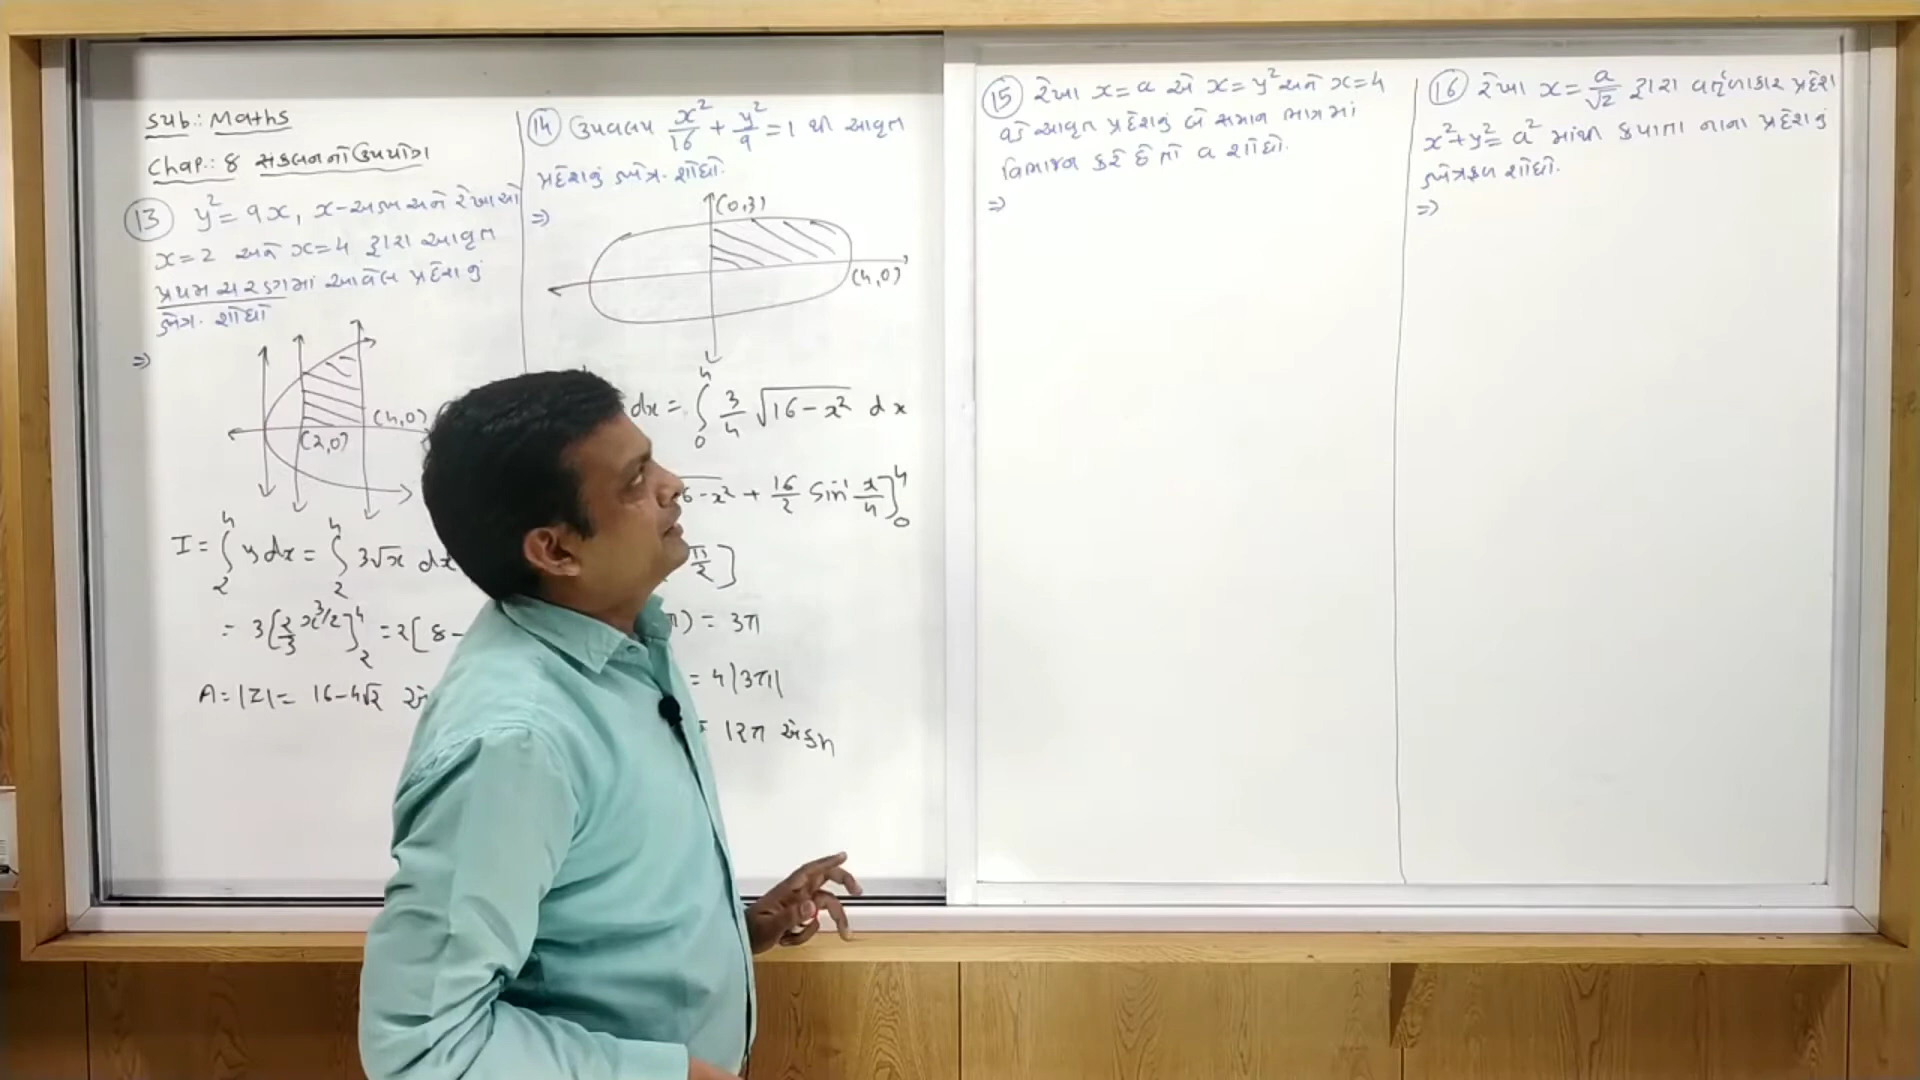 Sub: Maths
Chap.: 8 સંકલનનો ઉપયોગ
(13) y² = 9x, x-અક્ષ અને રેખાઓ
x = 2 અને x = 4 દ્વારા આવૃત્ત
પ્રથમ ચરણમાં આવેલ પ્રદેશનું
ક્ષેત્ર. શોધો
⇒
(4,0)
(2,0)
I = ∫₂⁴ y dx = ∫₂⁴ 3√x dx
= 3[2/3 x^3/2]₂⁴ = 2[8 –
A = |I| = 16 – 4√2
(14) ઉપવલય x²/16 + y²/9 = 1 થી આવૃત્ત
પ્રદેશનું ક્ષેત્ર. શોધો.
⇒
(0,3)
(4,0)
dx = ∫₀⁴ 3/4 √16 – x² dx
6 – x² + 16/2 sin⁻¹ x/4]₀⁴
π/2]
) = 3π
= 4|3π|
= 12π એકમ
(15) રેખા x = a એ x = y² અને x = 4
વડે આવૃત્ત પ્રદેશનું બે સમાન ભાગમાં
વિભાજન કરે છે તો a શોધો.
⇒
(16) રેખા x = a/√2 દ્વારા વર્તુળાકાર પ્રદેશ
x² + y² = a² માંથી કપાતા નાના પ્રદેશનું
ક્ષેત્રફળ શોધો.
⇒